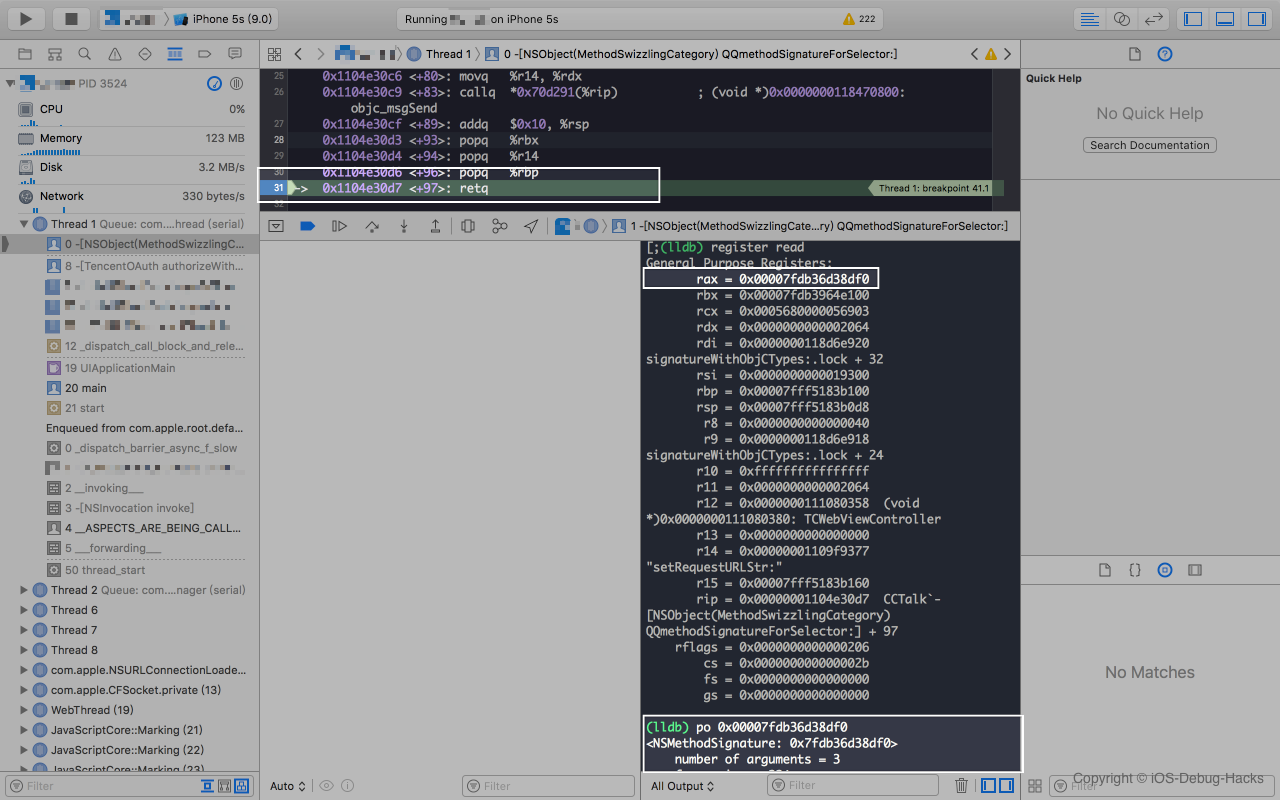 iPhone 5s (9.0)
Running
on iPhone 5s
222
PID 3524
CPU
0%
Memory
123 MB
Disk
3.2 MB/s
Network
330 bytes/s
Thread 1 Queue: com....hread (serial)
0 -[NSObject(MethodSwizzlingC...
8 -[TencentOAuth authorizeWith...
12 _dispatch_call_block_and_rele...
19 UIApplicationMain
20 main
21 start
Enqueued from com.apple.root.defa...
0 _dispatch_barrier_async_f_slow
2 __invoking___
3 -[NSInvocation invoke]
4 __ASPECTS_ARE_BEING_CALL...
5 ___forwarding___
50 thread_start
Thread 2 Queue: com....nager (serial)
Thread 6
Thread 7
Thread 8
com.apple.NSURLConnectionLoade...
com.apple.CFSocket.private (13)
WebThread (19)
JavaScriptCore::Marking (21)
JavaScriptCore::Marking (22)
JavaScriptCore::Marking (23)
Filter
Thread 1
0 -[NSObject(MethodSwizzlingCategory) QQmethodSignatureForSelector:]
25 0x1104e30c6 <+80>: movq %r14, %rdx
26 0x1104e30c9 <+83>: callq *0x70d291(%rip) ; (void *)0x0000000118470800:
objc_msgSend
27 0x1104e30cf <+89>: addq $0x10, %rsp
28 0x1104e30d3 <+93>: popq %rbx
29 0x1104e30d4 <+94>: popq %r14
30 0x1104e30d6 <+96>: popq %rbp
31 -> 0x1104e30d7 <+97>: retq
Thread 1: breakpoint 41.1
32
1 -[NSObject(MethodSwizzlingCate...ry) QQmethodSignatureForSelector:]
[;(lldb) register read
General Purpose Registers:
rax = 0x00007fdb36d38df0
rbx = 0x00007fdb3964e100
rcx = 0x0005680000056903
rdx = 0x0000000000002064
rdi = 0x0000000118d6e920
signatureWithObjCTypes:.lock + 32
rsi = 0x0000000000019300
rbp = 0x00007fff5183b100
rsp = 0x00007fff5183b0d8
r8 = 0x0000000000000040
r9 = 0x0000000118d6e918
signatureWithObjCTypes:.lock + 24
r10 = 0xffffffffffffffff
r11 = 0x0000000000002064
r12 = 0x0000000111080358 (void
*)0x0000000111080380: TCWebViewController
r13 = 0x0000000000000000
r14 = 0x00000001109f9377
"setRequestURLStr:"
r15 = 0x00007fff5183b160
rip = 0x00000001104e30d7 CCTalk`-
[NSObject(MethodSwizzlingCategory)
QQmethodSignatureForSelector:] + 97
rflags = 0x0000000000000206
cs = 0x000000000000002b
fs = 0x0000000000000000
gs = 0x0000000000000000
(lldb) po 0x00007fdb36d38df0
<NSMethodSignature: 0x7fdb36d38df0>
number of arguments = 3
Auto
Filter
All Output
Filter
Quick Help
No Quick Help
Search Documentation
No Matches
Filter
Copyright © iOS-Debug-Hacks